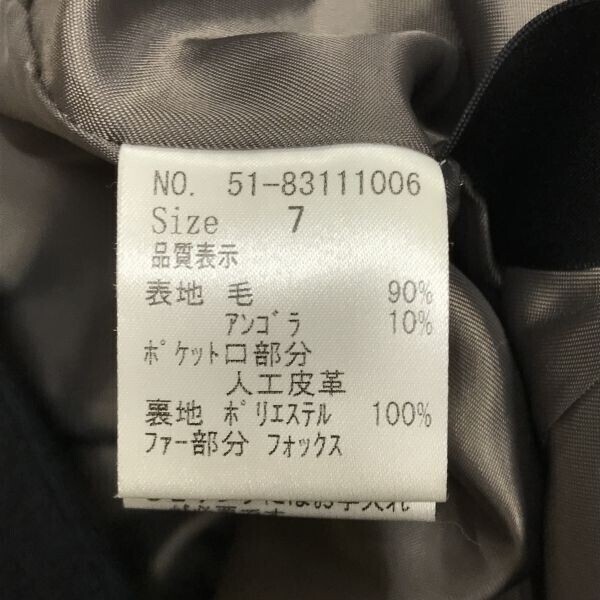 NO. 51-83111006
Size 7
品質表示
表地 毛 90%
ｱﾝｺﾞﾗ 10%
ﾎﾟｹｯﾄ口部分
人工皮革
裏地 ﾎﾟﾘｴｽﾃﾙ 100%
ﾌｧｰ部分 ﾌｫｯｸｽ